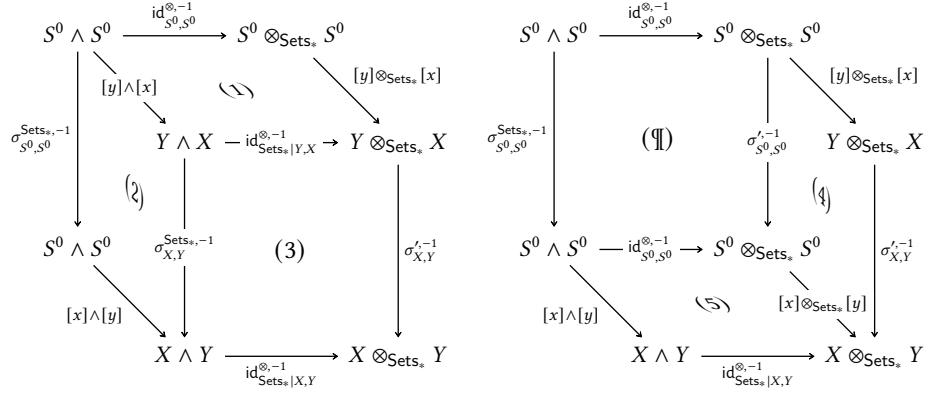 id^{⊗,-1}_{S^0,S^0} id^{⊗,-1}_{S^0,S^0}
S^0 ∧ S^0 S^0 ⊗_{Sets_*} S^0 S^0 ∧ S^0 S^0 ⊗_{Sets_*} S^0
[y]∧[x] (1) [y]⊗_{Sets_*}[x] [y]⊗_{Sets_*}[x]
σ^{Sets_*,-1}_{S^0,S^0} Y ∧ X id^{⊗,-1}_{Sets_*|Y,X} Y ⊗_{Sets_*} X σ^{Sets_*,-1}_{S^0,S^0} (¶) σ'^{,-1}_{S^0,S^0} Y ⊗_{Sets_*} X
(2) (4)
S^0 ∧ S^0 σ^{Sets_*,-1}_{X,Y} (3) σ'^{,-1}_{X,Y} S^0 ∧ S^0 id^{⊗,-1}_{S^0,S^0} S^0 ⊗_{Sets_*} S^0 σ'^{,-1}_{X,Y}
[x]∧[y] [x]∧[y] (5) [x]⊗_{Sets_*}[y]
X ∧ Y X ⊗_{Sets_*} Y X ∧ Y X ⊗_{Sets_*} Y
id^{⊗,-1}_{Sets_*|X,Y} id^{⊗,-1}_{Sets_*|X,Y}